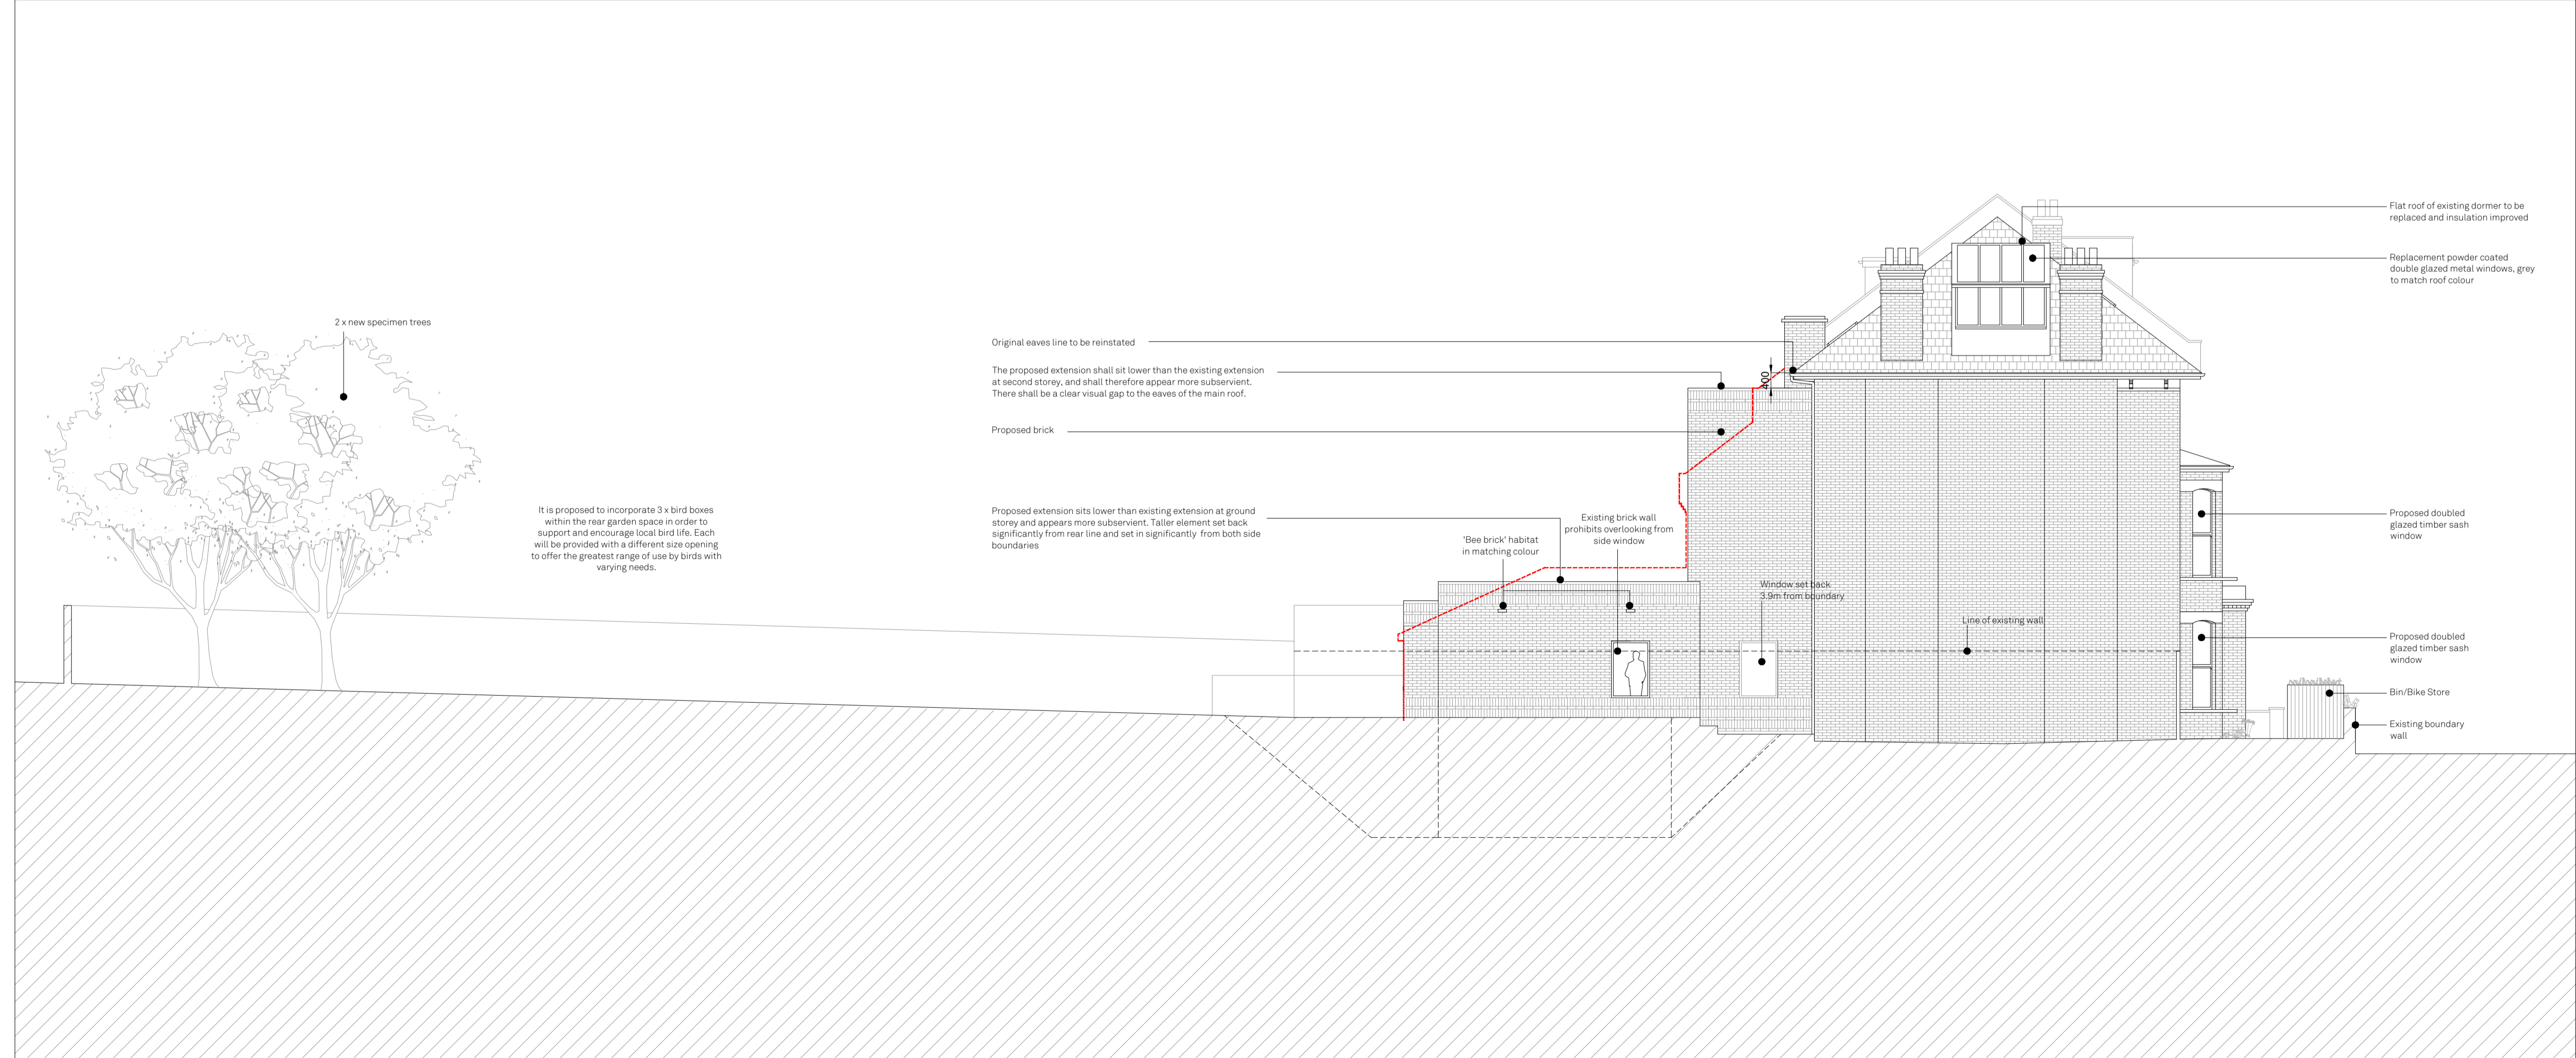 Flat roof of existing dormer to be
replaced and insulation improved
Replacement powder coated
double glazed metal windows, grey
to match roof colour
2 x new specimen trees
Original eaves line to be reinstated
The proposed extension shall sit lower than the existing extension
at second storey, and shall therefore appear more subservient.
There shall be a clear visual gap to the eaves of the main roof.
400
Proposed brick
It is proposed to incorporate 3 x bird boxes
within the rear garden space in order to
support and encourage local bird life. Each
will be provided with a different size opening
to offer the greatest range of use by birds with
varying needs.
Proposed extension sits lower than existing extension at ground
storey and appears more subservient. Taller element set back
significantly from rear line and set in significantly from both side
boundaries
'Bee brick' habitat
in matching colour
Existing brick wall
prohibits overlooking from
side window
Window set back
3.9m from boundary
Line of existing wall
Proposed doubled
glazed timber sash
window
Proposed doubled
glazed timber sash
window
Bin/Bike Store
Existing boundary
wall